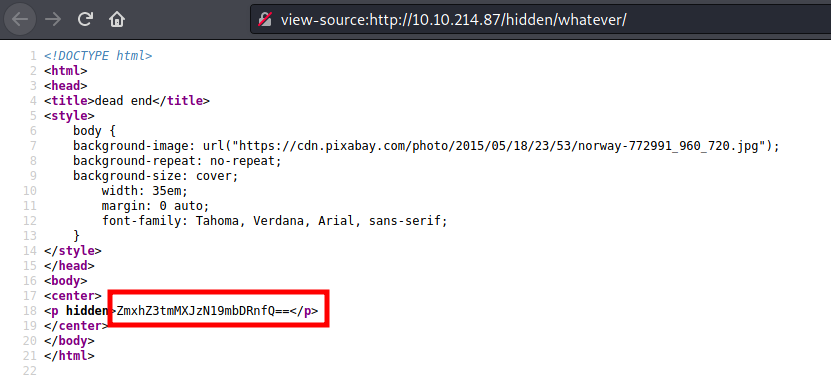 view-source:http://10.10.214.87/hidden/whatever/
1 <!DOCTYPE html>
2 <html>
3 <head>
4 <title>dead end</title>
5 <style>
6 body {
7 background-image: url("https://cdn.pixabay.com/photo/2015/05/18/23/53/norway-772991_960_720.jpg");
8 background-repeat: no-repeat;
9 background-size: cover;
10 width: 35em;
11 margin: 0 auto;
12 font-family: Tahoma, Verdana, Arial, sans-serif;
13 }
14 </style>
15 </head>
16 <body>
17 <center>
18 <p hidden>ZmxhZ3tmMXJzN19mbDRnfQ==</p>
19 </center>
20 </body>
21 </html>
22